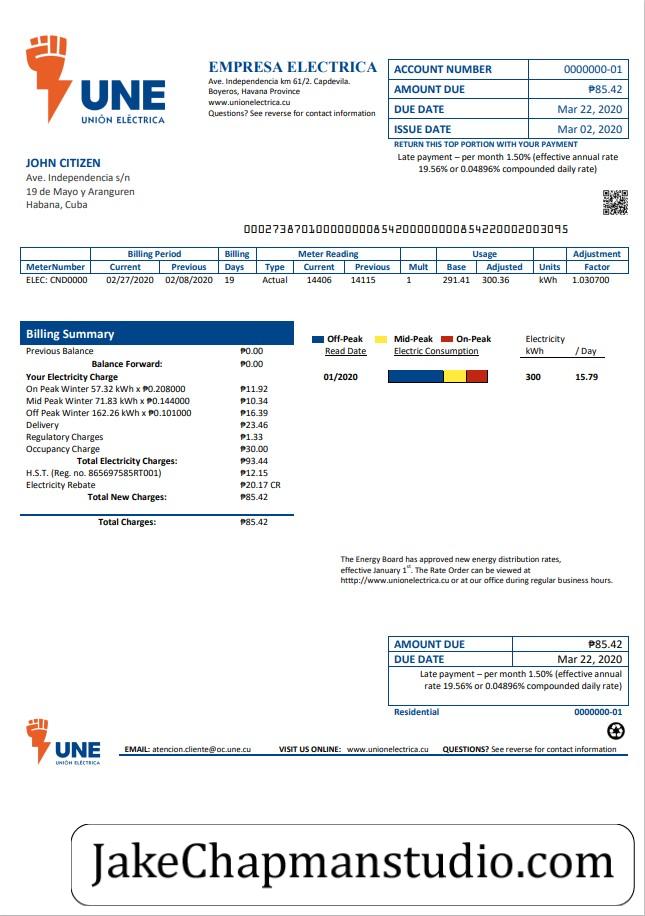 UNE
UNIÓN ELÉCTRICA
EMPRESA ELECTRICA
Ave. Independencia km 61/2. Capdevila.
Boyeros, Havana Province
www.unionelectrica.cu
Questions? See reverse for contact information
ACCOUNT NUMBER 0000000-01
AMOUNT DUE ₱85.42
DUE DATE Mar 22, 2020
ISSUE DATE Mar 02, 2020
RETURN THIS TOP PORTION WITH YOUR PAYMENT
Late payment – per month 1.50% (effective annual rate
19.56% or 0.04896% compounded daily rate)
JOHN CITIZEN
Ave. Independencia s/n
19 de Mayo y Aranguren
Habana, Cuba
Billing Period Billing Meter Reading Usage Adjustment
MeterNumber Current Previous Days Type Current Previous Mult Base Adjusted Units Factor
ELEC: CND0000 02/27/2020 02/08/2020 19 Actual 14406 14115 1 291.41 300.36 kWh 1.030700
Billing Summary
Previous Balance ₱0.00
Balance Forward: ₱0.00
Your Electricity Charge
On Peak Winter 57.32 kWh x ₱0.208000 ₱11.92
Mid Peak Winter 71.83 kWh x ₱0.144000 ₱10.34
Off Peak Winter 162.26 kWh x ₱0.101000 ₱16.39
Delivery ₱23.46
Regulatory Charges ₱1.33
Occupancy Charge ₱30.00
Total Electricity Charges: ₱93.44
H.S.T. (Reg. no. 865697585RT001) ₱12.15
Electricity Rebate ₱20.17 CR
Total New Charges: ₱85.42
Total Charges: ₱85.42
Off-Peak Mid-Peak On-Peak Electricity
Read Date Electric Consumption kWh / Day
01/2020 300 15.79
The Energy Board has approved new energy distribution rates,
effective January 1st. The Rate Order can be viewed at
htttp://www.unionelectrica.cu or at our office during regular business hours.
AMOUNT DUE ₱85.42
DUE DATE Mar 22, 2020
Late payment – per month 1.50% (effective annual
rate 19.56% or 0.04896% compounded daily rate)
Residential 0000000-01
UNE
UNIÓN ELÉCTRICA
EMAIL: atencion.cliente@oc.une.cu VISIT US ONLINE: www.unionelectrica.cu QUESTIONS? See reverse for contact information
JakeChapmanstudio.com